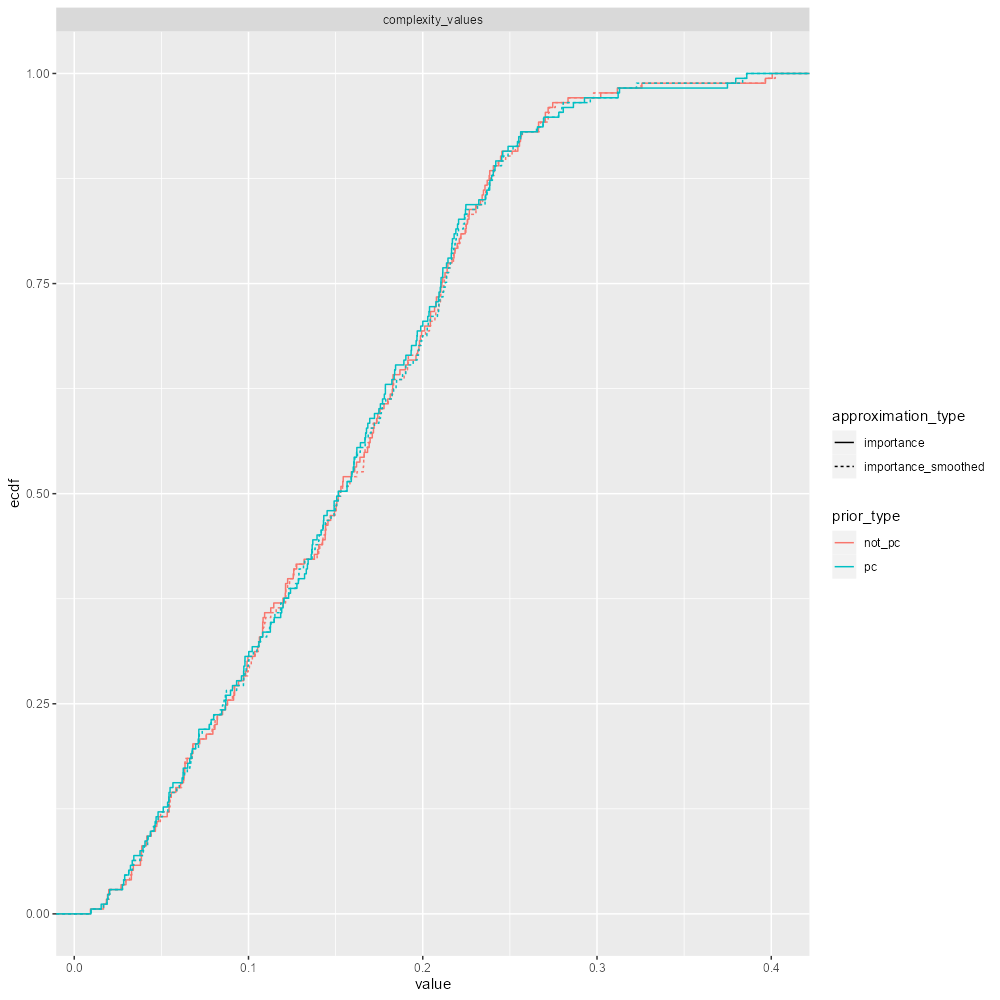 complexity_values
1.00
0.75
0.50
0.25
0.00
ecdf
0.0
0.1
0.2
0.3
0.4
value
approximation_type
importance
importance_smoothed
prior_type
not_pc
pc